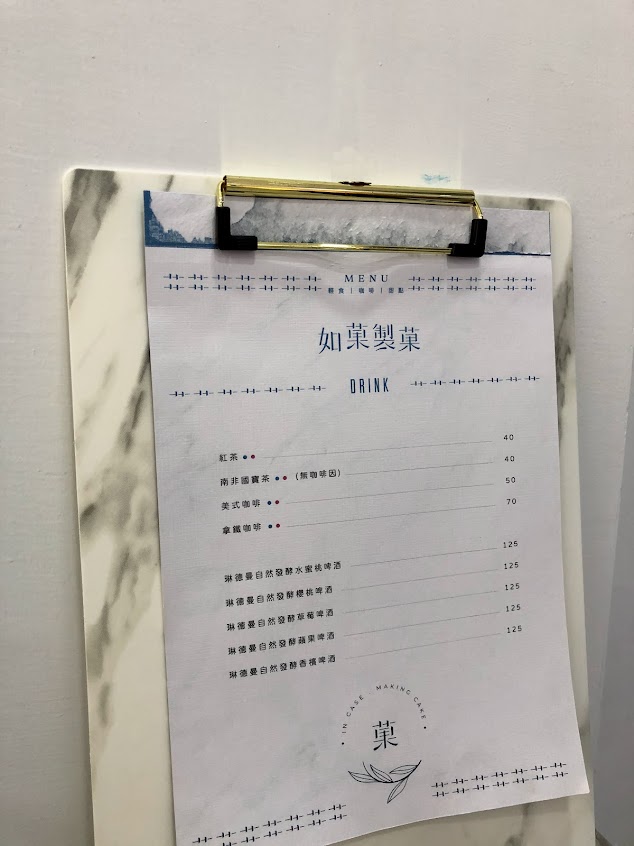 MENU
輕食｜咖啡｜甜點
如菓製菓
DRINK
紅茶 40
南非國寶茶 (無咖啡因) 40
美式咖啡 50
拿鐵咖啡 70
琳德曼自然發酵水蜜桃啤酒 125
琳德曼自然發酵櫻桃啤酒 125
琳德曼自然發酵草莓啤酒 125
琳德曼自然發酵蘋果啤酒 125
琳德曼自然發酵香檳啤酒 125
• IN CASE MAKING CAKE •
菓